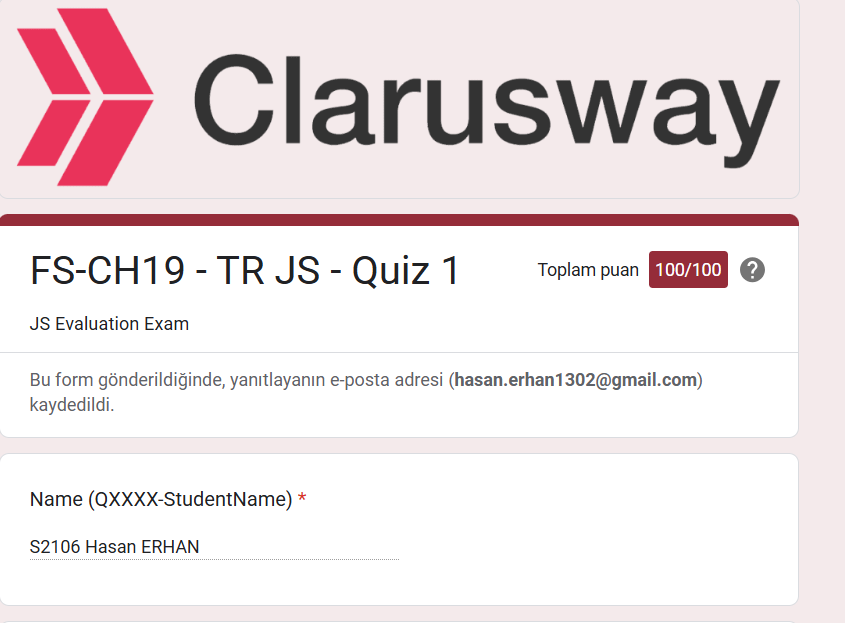 Clarusway
FS-CH19 - TR JS - Quiz 1
Toplam puan 100/100 ?
JS Evaluation Exam
Bu form gönderildiğinde, yanıtlayanın e-posta adresi (hasan.erhan1302@gmail.com)
kaydedildi.
Name (QXXXX-StudentName) *
S2106 Hasan ERHAN